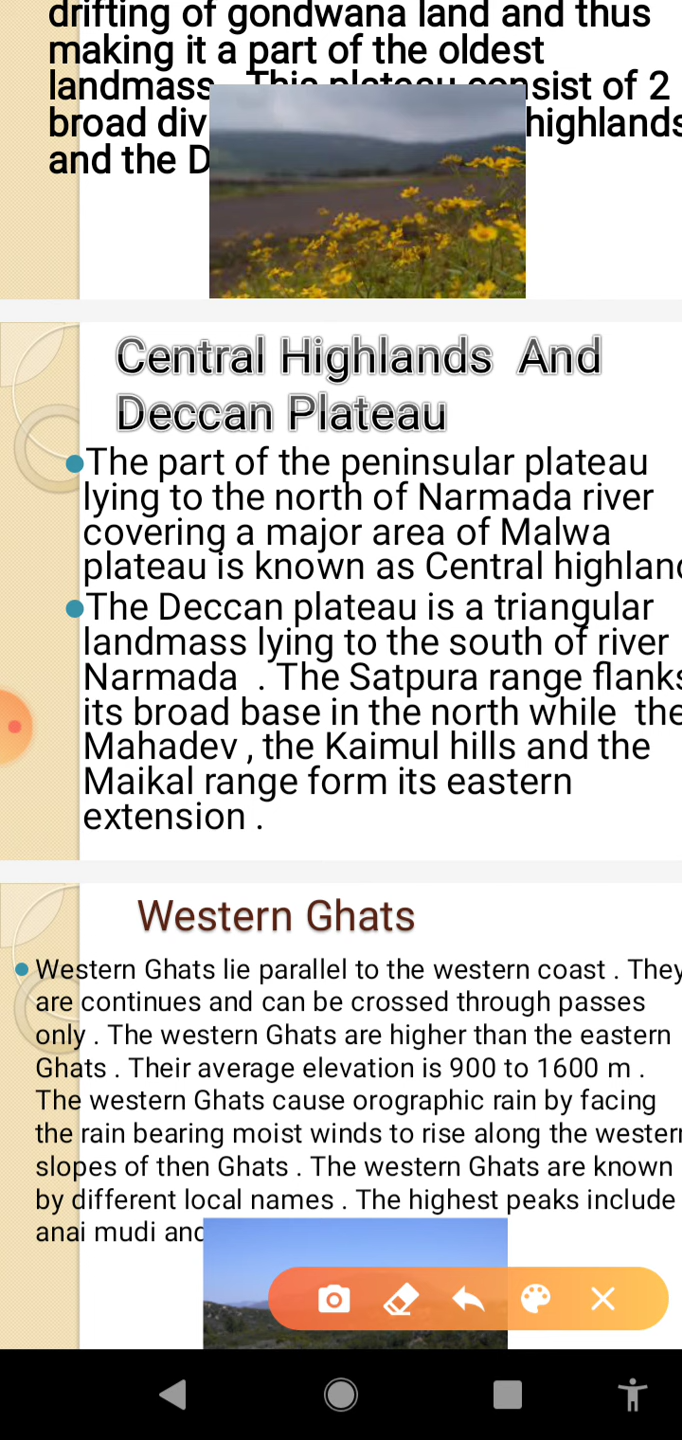 drifting of gondwana land and thus
making it a part of the oldest
landmass . This plateau consist of 2
broad highlands
and the
Central Highlands And
Deccan Plateau
The part of the peninsular plateau
lying to the north of Narmada river
covering a major area of Malwa
plateau is known as Central
The Deccan plateau is a triangular
landmass lying to the south of river
Narmada . The Satpura range flanks
its broad base in the north while the
Mahadev , the Kaimul hills and the
Maikal range form its eastern
extension .
Western Ghats
Western Ghats lie parallel to the western coast . They
are continues and can be crossed through passes
only . The western Ghats are higher than the eastern
Ghats . Their average elevation is 900 to 1600 m .
The western Ghats cause orographic rain by facing
the rain bearing moist winds to rise along the western
slopes of then Ghats . The western Ghats are known
by different local names . The highest peaks include
anai mudi and